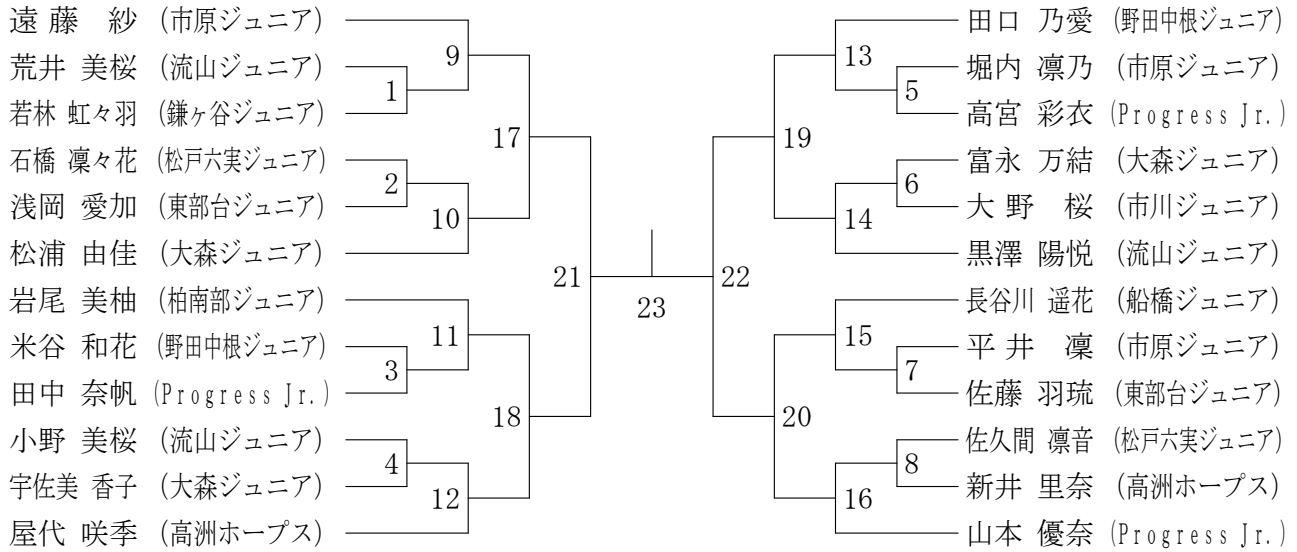 遠藤 紗 (市原ジュニア)
荒井 美桜 (流山ジュニア)
若林 虹々羽 (鎌ヶ谷ジュニア)
石橋 凜々花 (松戸六実ジュニア)
浅岡 愛加 (東部台ジュニア)
松浦 由佳 (大森ジュニア)
岩尾 美柚 (柏南部ジュニア)
米谷 和花 (野田中根ジュニア)
田中 奈帆 (Progress Jr.)
小野 美桜 (流山ジュニア)
宇佐美 香子 (大森ジュニア)
屋代 咲季 (高洲ホープス)
1
2
3
4
9
10
11
12
17
18
21
23
22
19
20
13
14
15
16
5
6
7
8
田口 乃愛 (野田中根ジュニア)
堀内 凛乃 (市原ジュニア)
高宮 彩衣 (Progress Jr.)
富永 万結 (大森ジュニア)
大野 桜 (市川ジュニア)
黒澤 陽悦 (流山ジュニア)
長谷川 遥花 (船橋ジュニア)
平井 凜 (市原ジュニア)
佐藤 羽琉 (東部台ジュニア)
佐久間 凛音 (松戸六実ジュニア)
新井 里奈 (高洲ホープス)
山本 優奈 (Progress Jr.)